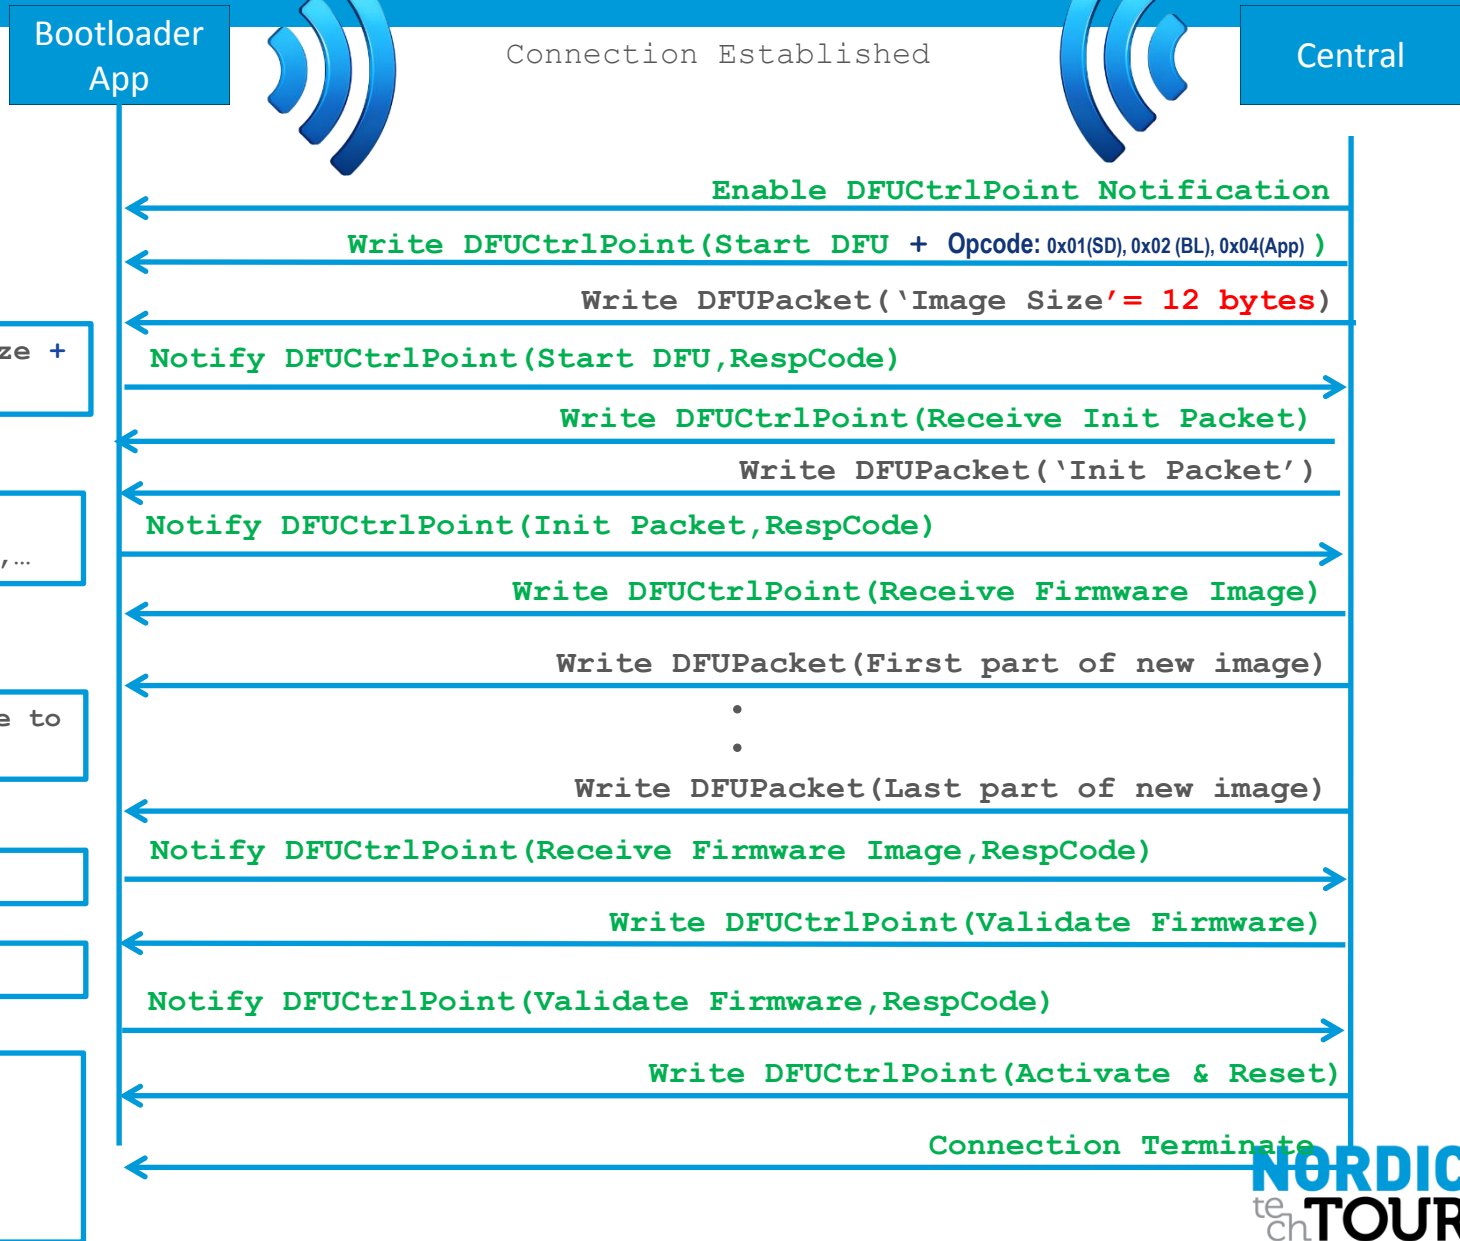 Bootloader
App
Connection Established
Central
Enable DFUCtrlPoint Notification
Write DFUCtrlPoint(Start DFU + Opcode: 0x01(SD), 0x02 (BL), 0x04(App) )
Write DFUPacket(‘Image Size’= 12 bytes)
ze +
Notify DFUCtrlPoint(Start DFU,RespCode)
Write DFUCtrlPoint(Receive Init Packet)
Write DFUPacket(‘Init Packet’)
Notify DFUCtrlPoint(Init Packet,RespCode)
,…
Write DFUCtrlPoint(Receive Firmware Image)
Write DFUPacket(First part of new image)
e to
.
.
Write DFUPacket(Last part of new image)
Notify DFUCtrlPoint(Receive Firmware Image,RespCode)
Write DFUCtrlPoint(Validate Firmware)
Notify DFUCtrlPoint(Validate Firmware,RespCode)
Write DFUCtrlPoint(Activate & Reset)
Connection Terminate
NORDIC
tech TOUR